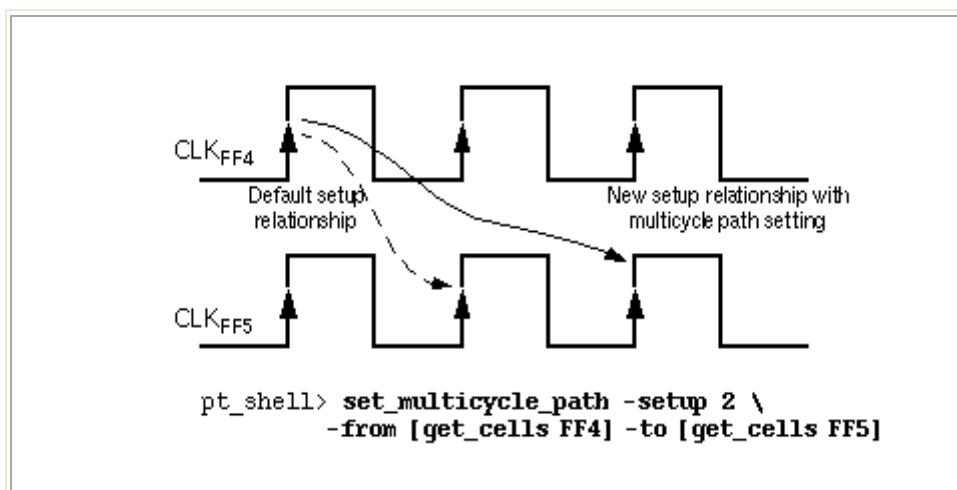 CLKFF4
Default setup
relationship
New setup relationship with
multicycle path setting
CLKFF5
pt_shell> set_multicycle_path -setup 2 \
-from [get_cells FF4] -to [get_cells FF5]